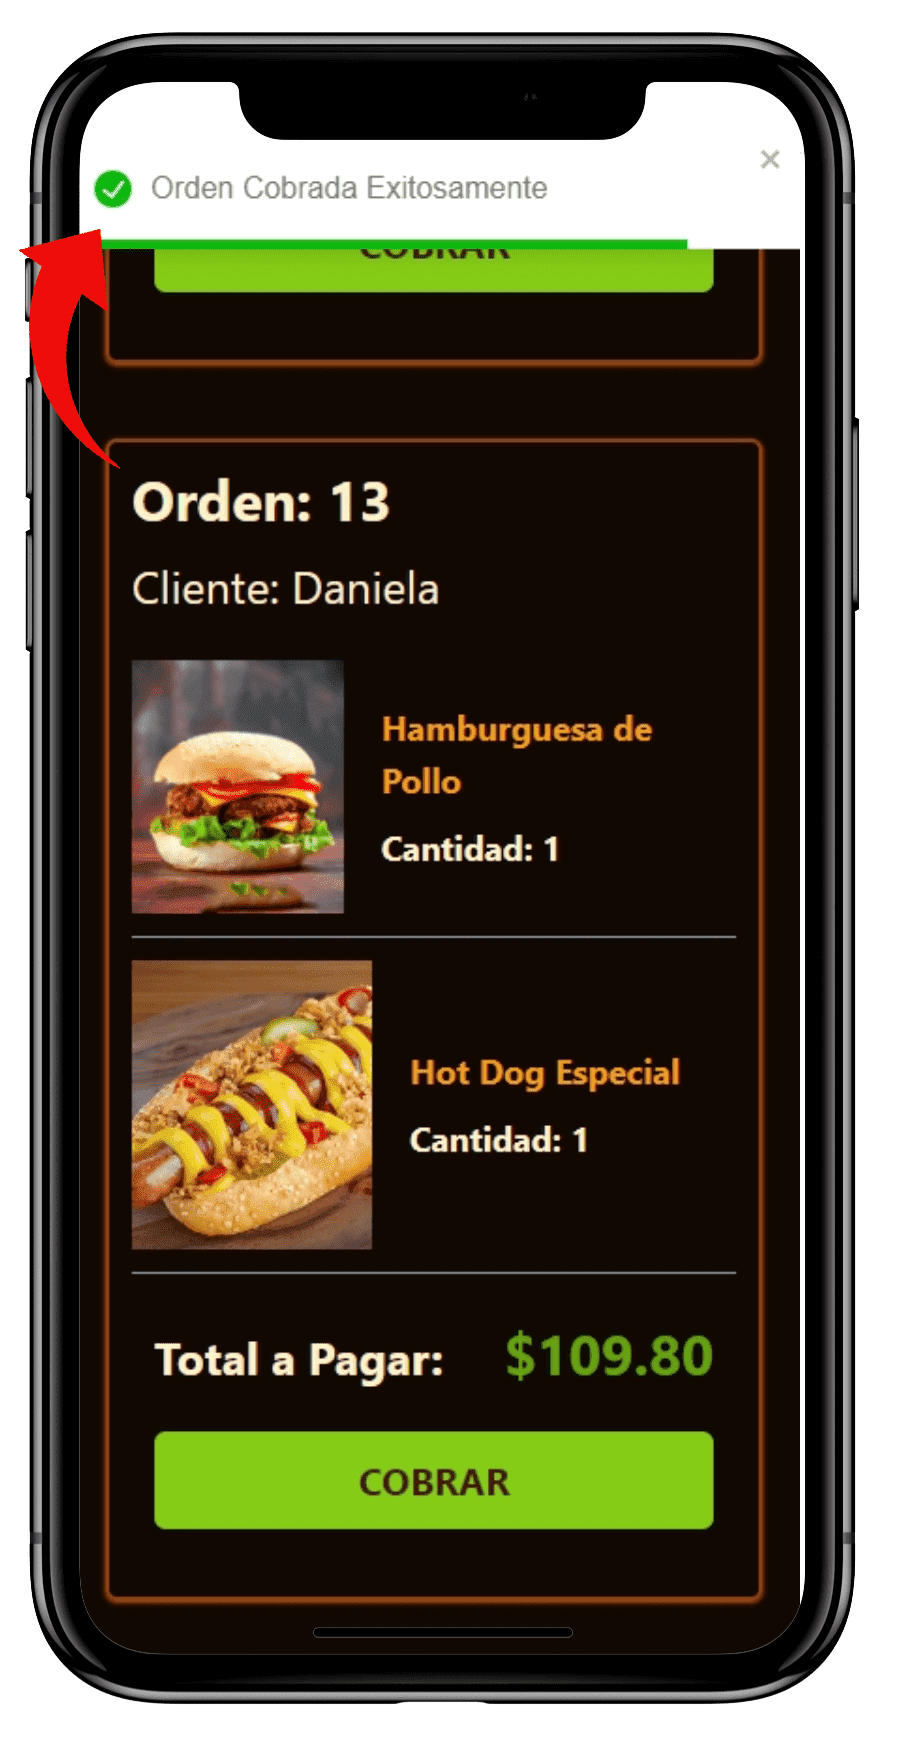 Orden Cobrada Exitosamente
COBRAR
Orden: 13
Cliente: Daniela
Hamburguesa de
Pollo
Cantidad: 1
Hot Dog Especial
Cantidad: 1
Total a Pagar: $109.80
COBRAR